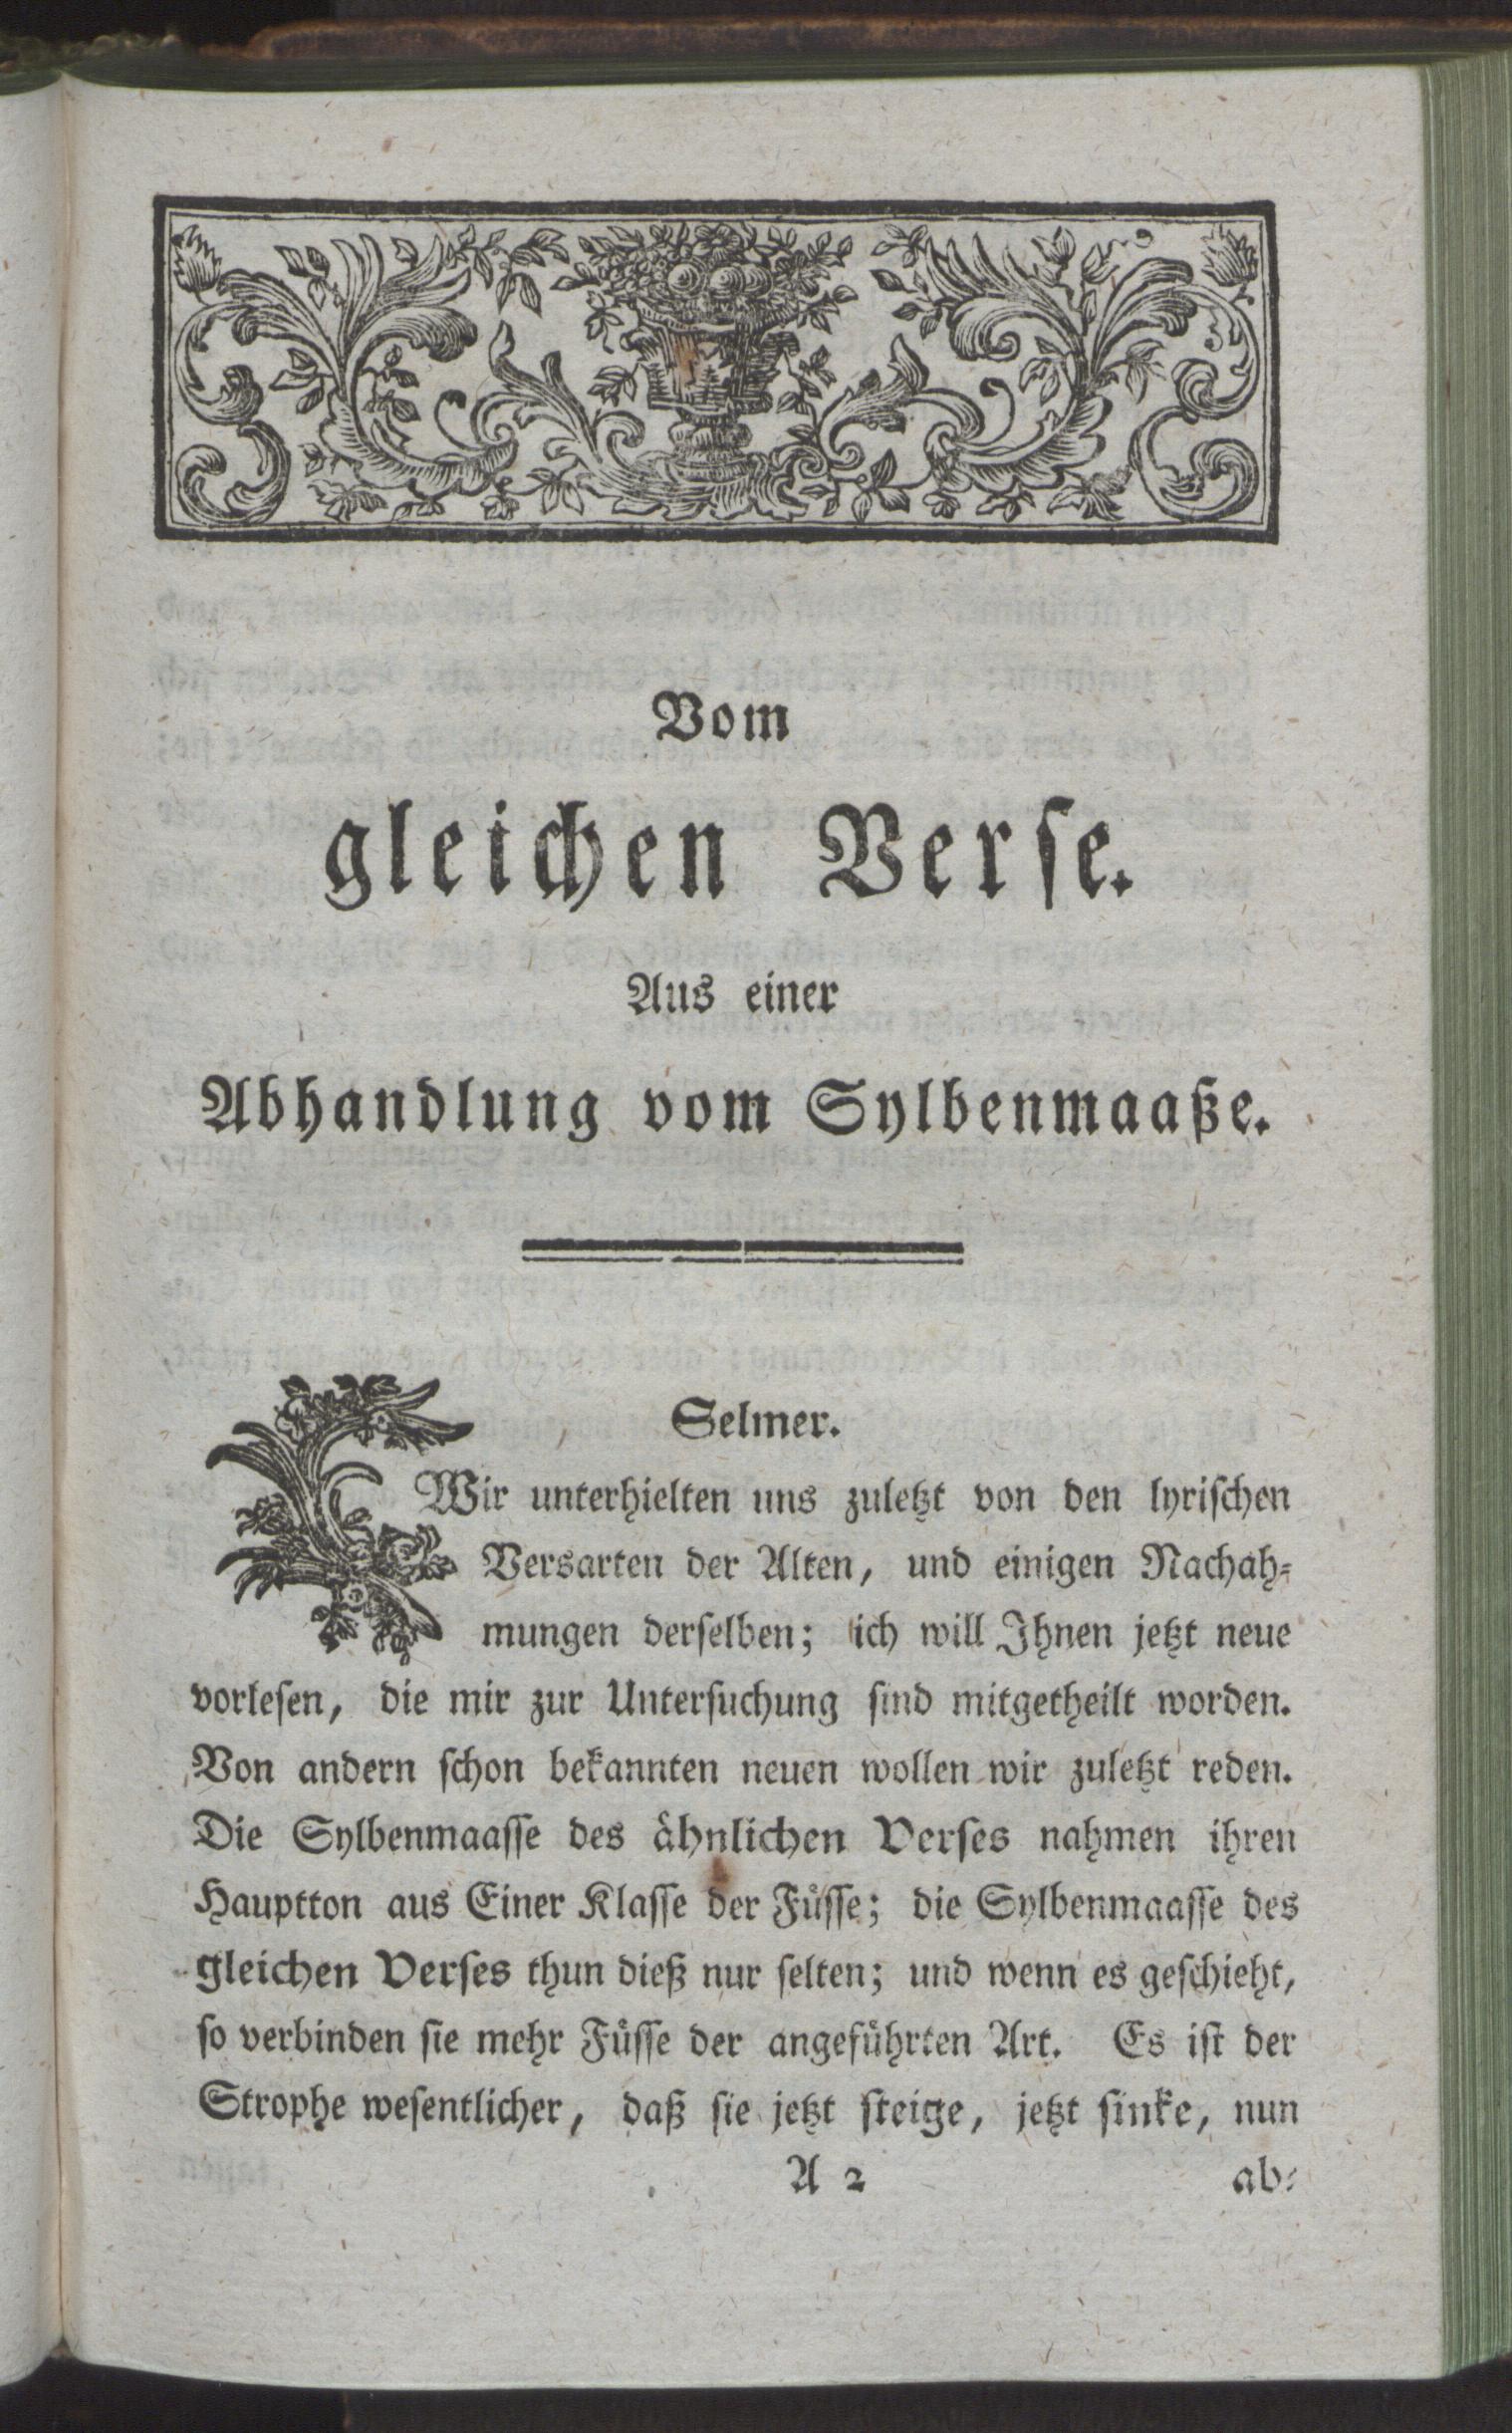 Vom
gleichen Verse.
Aus einer
Abhandlung vom Sylbenmaaße.
Selmer.
Wir unterhielten uns zuletzt von den lyrischen
Versarten der Alten, und einigen Nachah-
mungen derselben; ich will Ihnen jetzt neue
vorlesen, die mir zur Untersuchung sind mitgetheilt worden.
Von andern schon bekannten neuen wollen wir zuletzt reden.
Die Sylbenmaasse des ähnlichen Verses nahmen ihren
Hauptton aus Einer Klasse der Füsse; die Sylbenmaasse des
gleichen Verses thun dieß nur selten; und wenn es geschieht,
so verbinden sie mehr Füsse der angeführten Art. Es ist der
Strophe wesentlicher, daß sie jetzt steige, jetzt sinke, nun
A 2 ab-